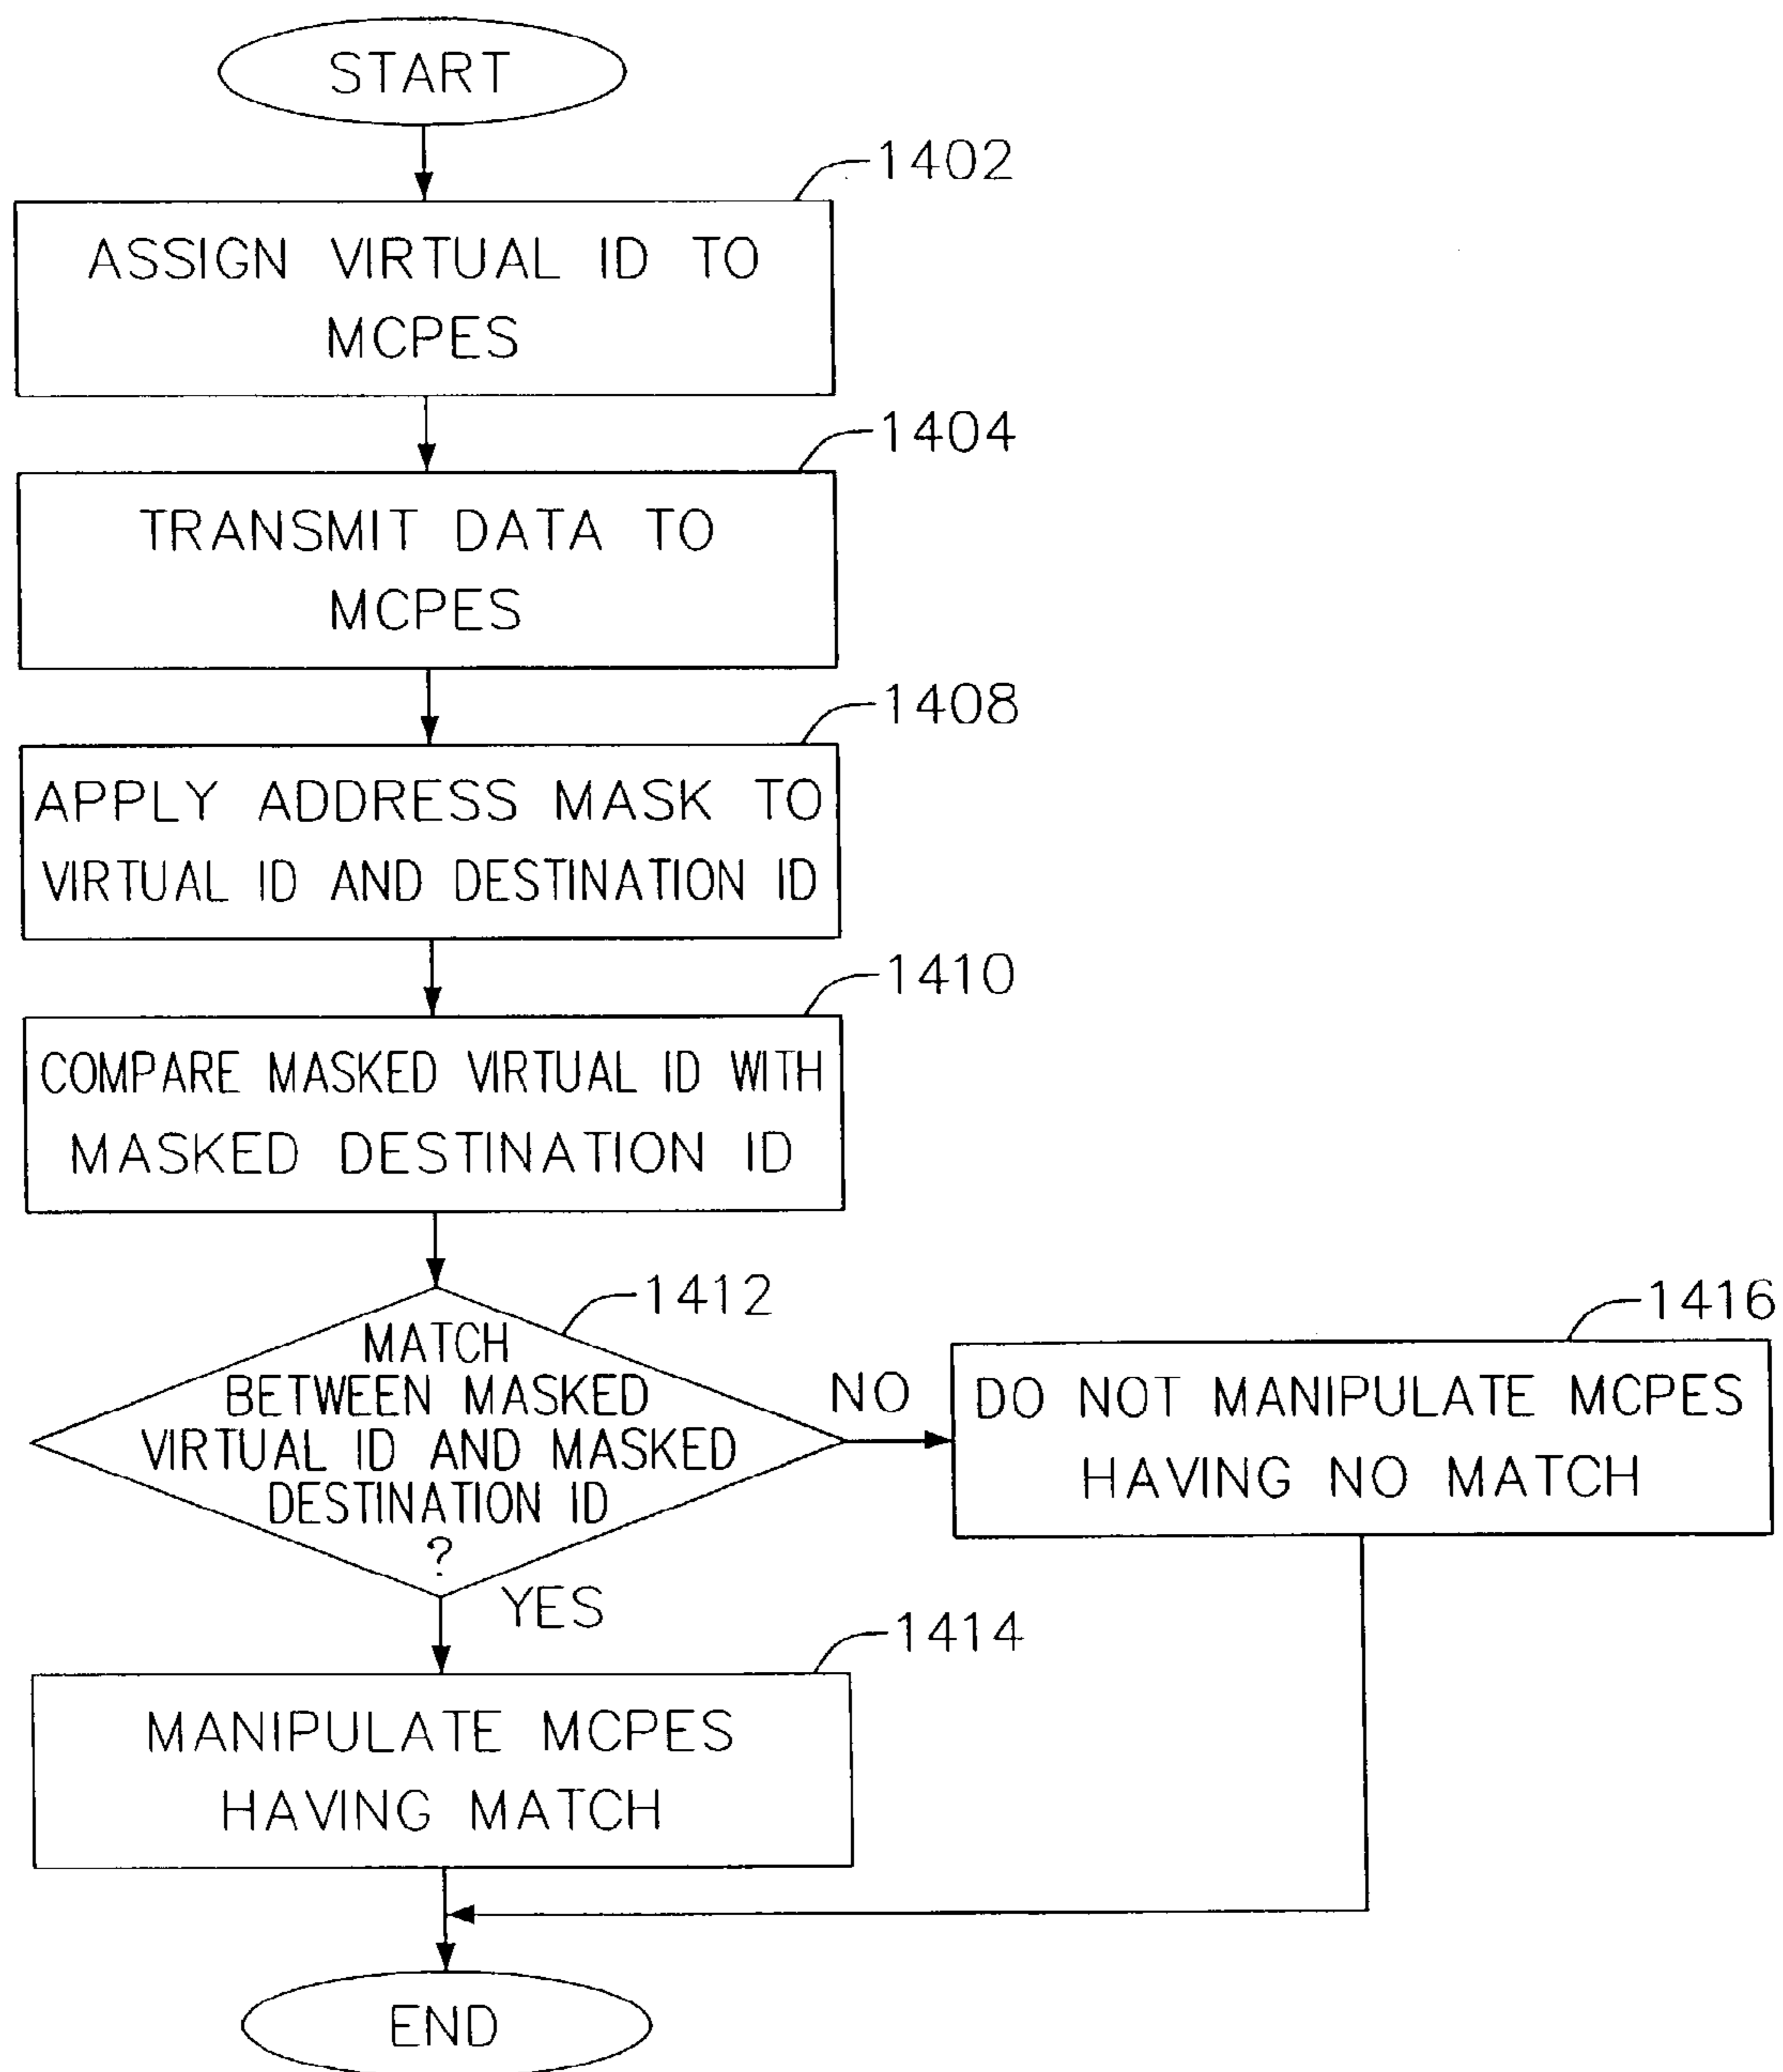 START
1402
ASSIGN VIRTUAL ID TO
MCPES
1404
TRANSMIT DATA TO
MCPES
1408
APPLY ADDRESS MASK TO
VIRTUAL ID AND DESTINATION ID
1410
COMPARE MASKED VIRTUAL ID WITH
MASKED DESTINATION ID
1412
MATCH
BETWEEN MASKED
VIRTUAL ID AND MASKED
DESTINATION ID
?
NO
1416
DO NOT MANIPULATE MCPES
HAVING NO MATCH
YES
1414
MANIPULATE MCPES
HAVING MATCH
END